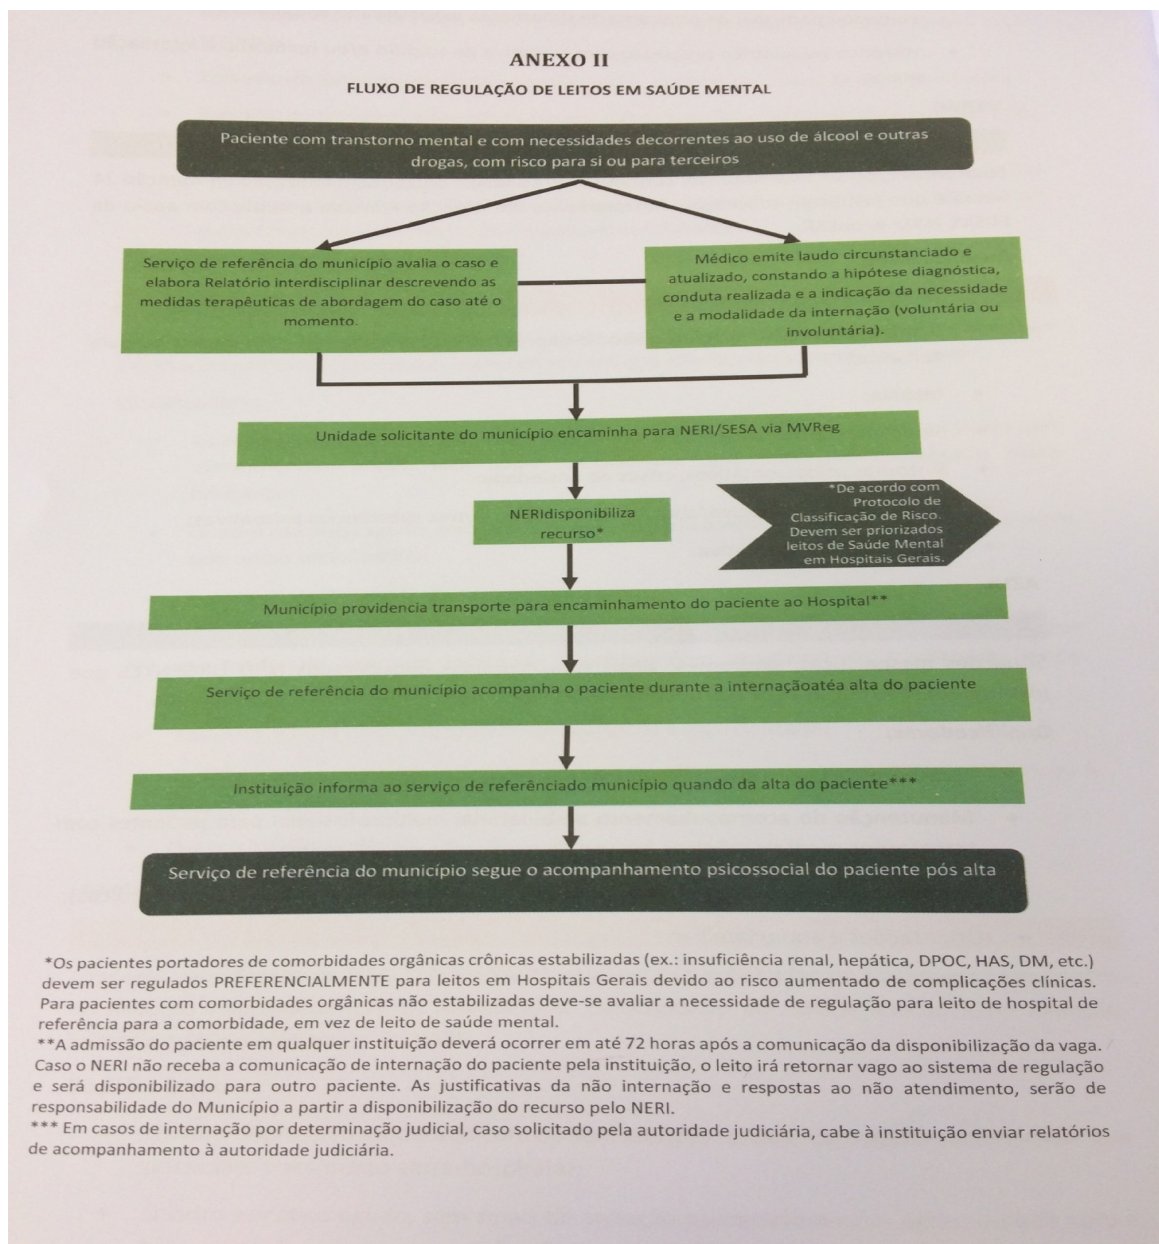 ANEXO II
FLUXO DE REGULAÇÃO DE LEITOS EM SAÚDE MENTAL
Paciente com transtorno mental e com necessidades decorrentes ao uso de álcool e outras
drogas, com risco para si ou para terceiros
Serviço de referência do município avalia o caso e
elabora Relatório interdisciplinar descrevendo as
medidas terapêuticas de abordagem do caso até o
momento.
Médico emite laudo circunstanciado e
atualizado, constando a hipótese diagnóstica,
conduta realizada e a indicação da necessidade
e a modalidade da internação (voluntária ou
involuntária).
Unidade solicitante do município encaminha para NERI/SESA via MVReg
NERIdisponibiliza
recurso*
*De acordo com
Protocolo de
Classificação de Risco.
Devem ser priorizados
leitos de Saúde Mental
em Hospitais Gerais.
Município providencia transporte para encaminhamento do paciente ao Hospital**
Serviço de referência do município acompanha o paciente durante a internaçãoatéa alta do paciente
Instituição informa ao serviço de referênciado município quando da alta do paciente***
Serviço de referência do município segue o acompanhamento psicossocial do paciente pós alta
*Os pacientes portadores de comorbidades orgânicas crônicas estabilizadas (ex.: insuficiência renal, hepática, DPOC, HAS, DM, etc.)
devem ser regulados PREFERENCIALMENTE para leitos em Hospitais Gerais devido ao risco aumentado de complicações clínicas.
Para pacientes com comorbidades orgânicas não estabilizadas deve-se avaliar a necessidade de regulação para leito de hospital de
referência para a comorbidade, em vez de leito de saúde mental.
**A admissão do paciente em qualquer instituição deverá ocorrer em até 72 horas após a comunicação da disponibilização da vaga.
Caso o NERI não receba a comunicação de internação do paciente pela instituição, o leito irá retornar vago ao sistema de regulação
e será disponibilizado para outro paciente. As justificativas da não internação e respostas ao não atendimento, serão de
responsabilidade do Município a partir a disponibilização do recurso pelo NERI.
*** Em casos de internação por determinação judicial, caso solicitado pela autoridade judiciária, cabe à instituição enviar relatórios
de acompanhamento à autoridade judiciária.